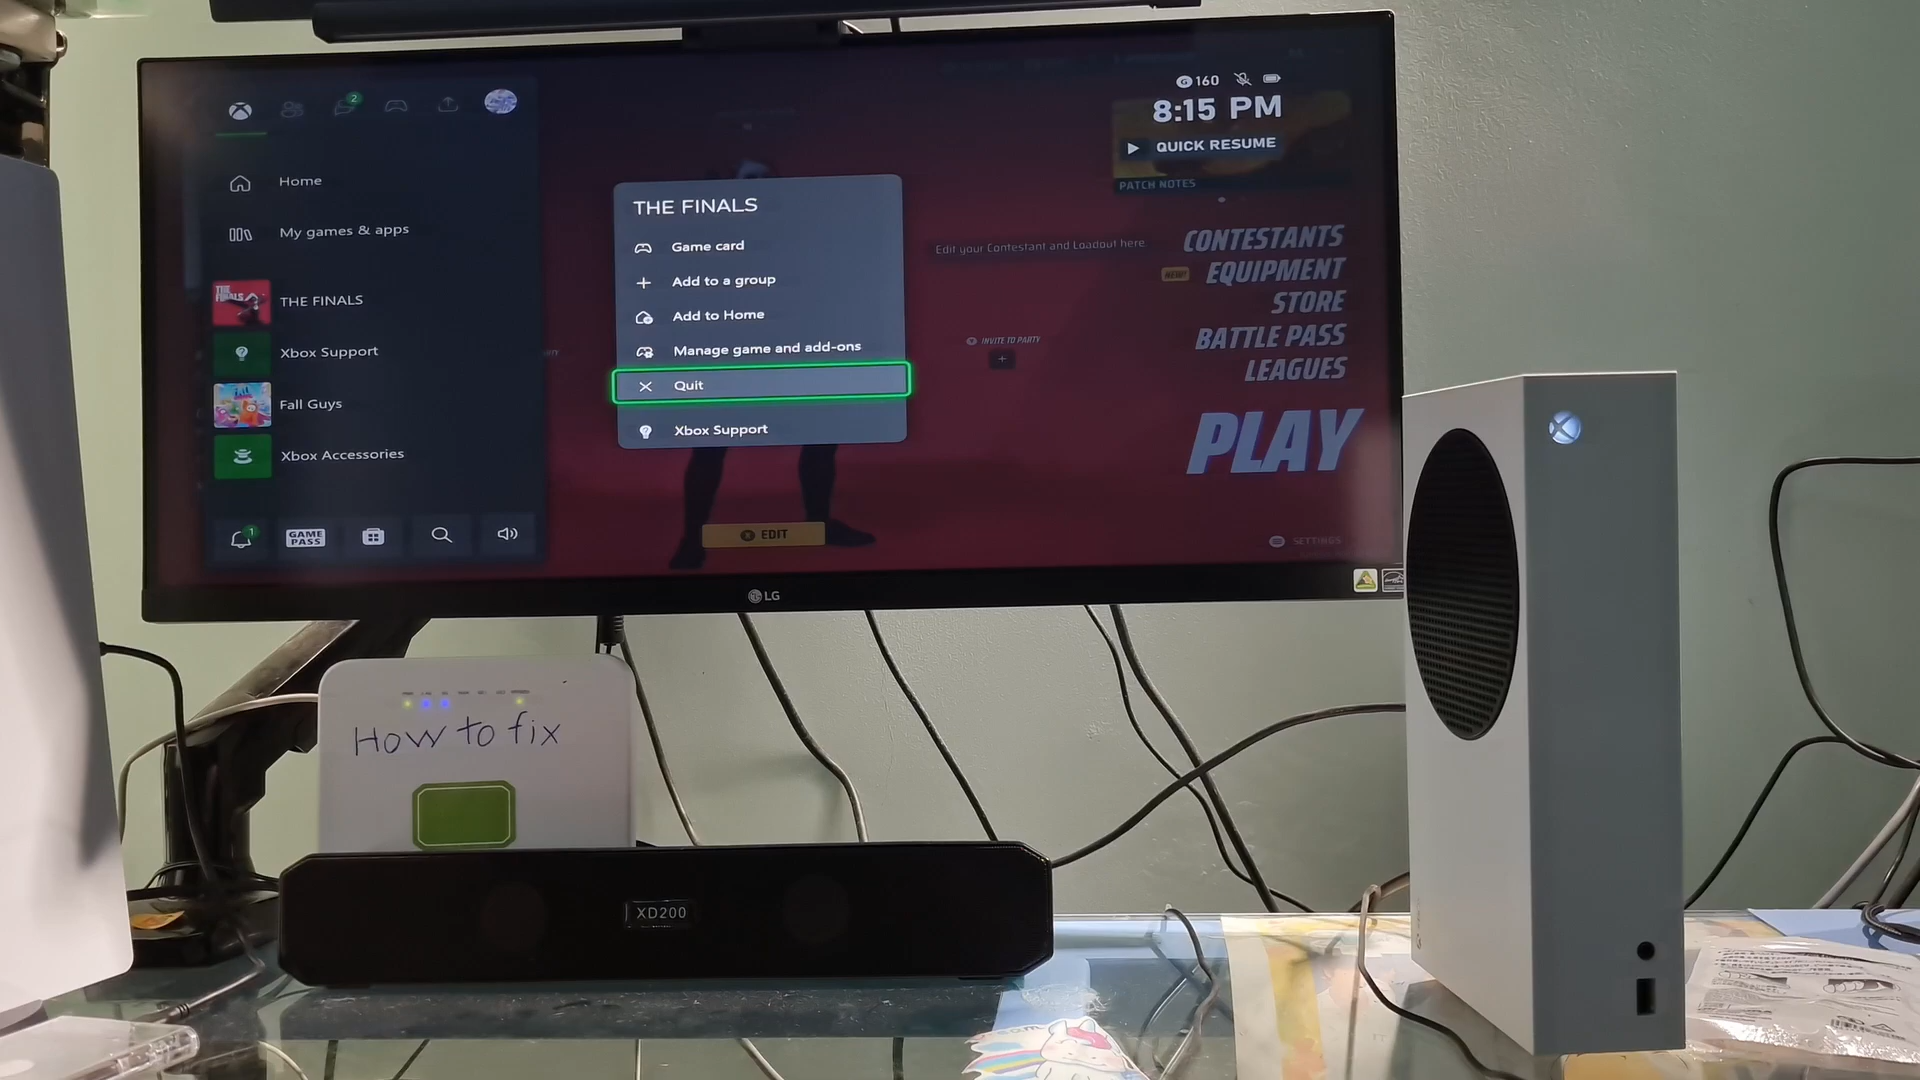 2
160
8:15 PM
QUICK RESUME
PATCH NOTES
Home
My games & apps
THE FINALS
Xbox Support
Fall Guys
Xbox Accessories
1
GAME PASS
THE FINALS
Game card
Add to a group
Add to Home
Manage game and add-ons
Quit
Xbox Support
Edit your Contestant and Loadout here.
INVITE TO PARTY
EDIT
CONTESTANTS
NEW!
EQUIPMENT
STORE
BATTLE PASS
LEAGUES
PLAY
SETTINGS
LG
How to fix
XD200